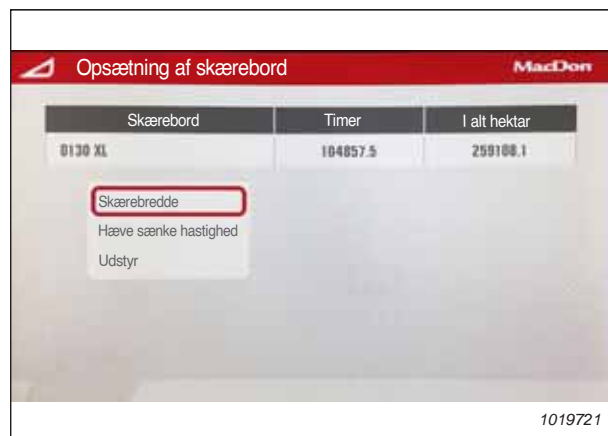 Opsætning af skærebord
MacDon
Skærebord Timer I alt hektar
D130 XL 104857.5 259108.1
Skærebredde
Hæve sænke hastighed
Udstyr
1019721